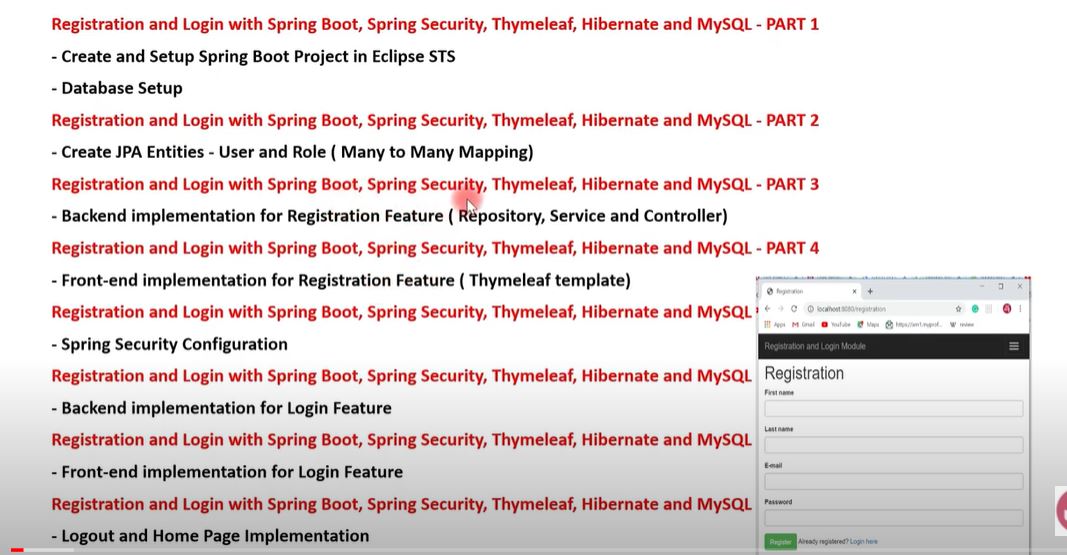 Registration and Login with Spring Boot, Spring Security, Thymeleaf, Hibernate and MySQL - PART 1
- Create and Setup Spring Boot Project in Eclipse STS
- Database Setup
Registration and Login with Spring Boot, Spring Security, Thymeleaf, Hibernate and MySQL - PART 2
- Create JPA Entities - User and Role ( Many to Many Mapping)
Registration and Login with Spring Boot, Spring Security, Thymeleaf, Hibernate and MySQL - PART 3
- Backend implementation for Registration Feature ( Repository, Service and Controller)
Registration and Login with Spring Boot, Spring Security, Thymeleaf, Hibernate and MySQL - PART 4
- Front-end implementation for Registration Feature ( Thymeleaf template)
Registration and Login with Spring Boot, Spring Security, Thymeleaf, Hibernate and MySQL
- Spring Security Configuration
Registration and Login with Spring Boot, Spring Security, Thymeleaf, Hibernate and MySQL
- Backend implementation for Login Feature
Registration and Login with Spring Boot, Spring Security, Thymeleaf, Hibernate and MySQL
- Front-end implementation for Login Feature
Registration and Login with Spring Boot, Spring Security, Thymeleaf, Hibernate and MySQL
- Logout and Home Page Implementation
Registration
localhost:8080/registration
Apps Gmail YouTube Maps review
Registration and Login Module
Registration
First name
Last name
E-mail
Password
Register Already registered? Login here